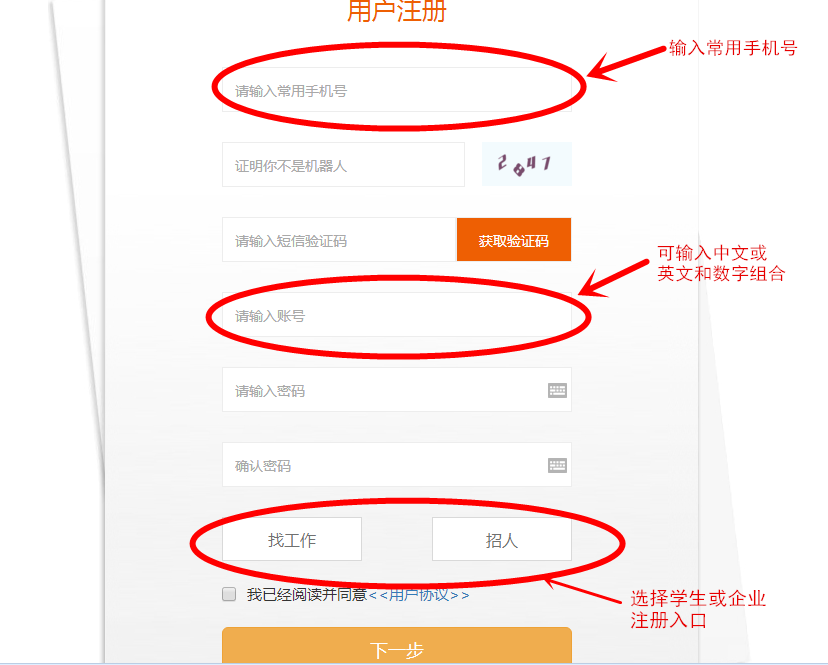 用户注册
输入常用手机号
请输入常用手机号
证明你不是机器人
请输入短信验证码 获取验证码
可输入中文或
英文和数字组合
请输入账号
请输入密码
确认密码
找工作 招人
我已经阅读并同意<<用户协议>>
选择学生或企业
注册入口
下一步